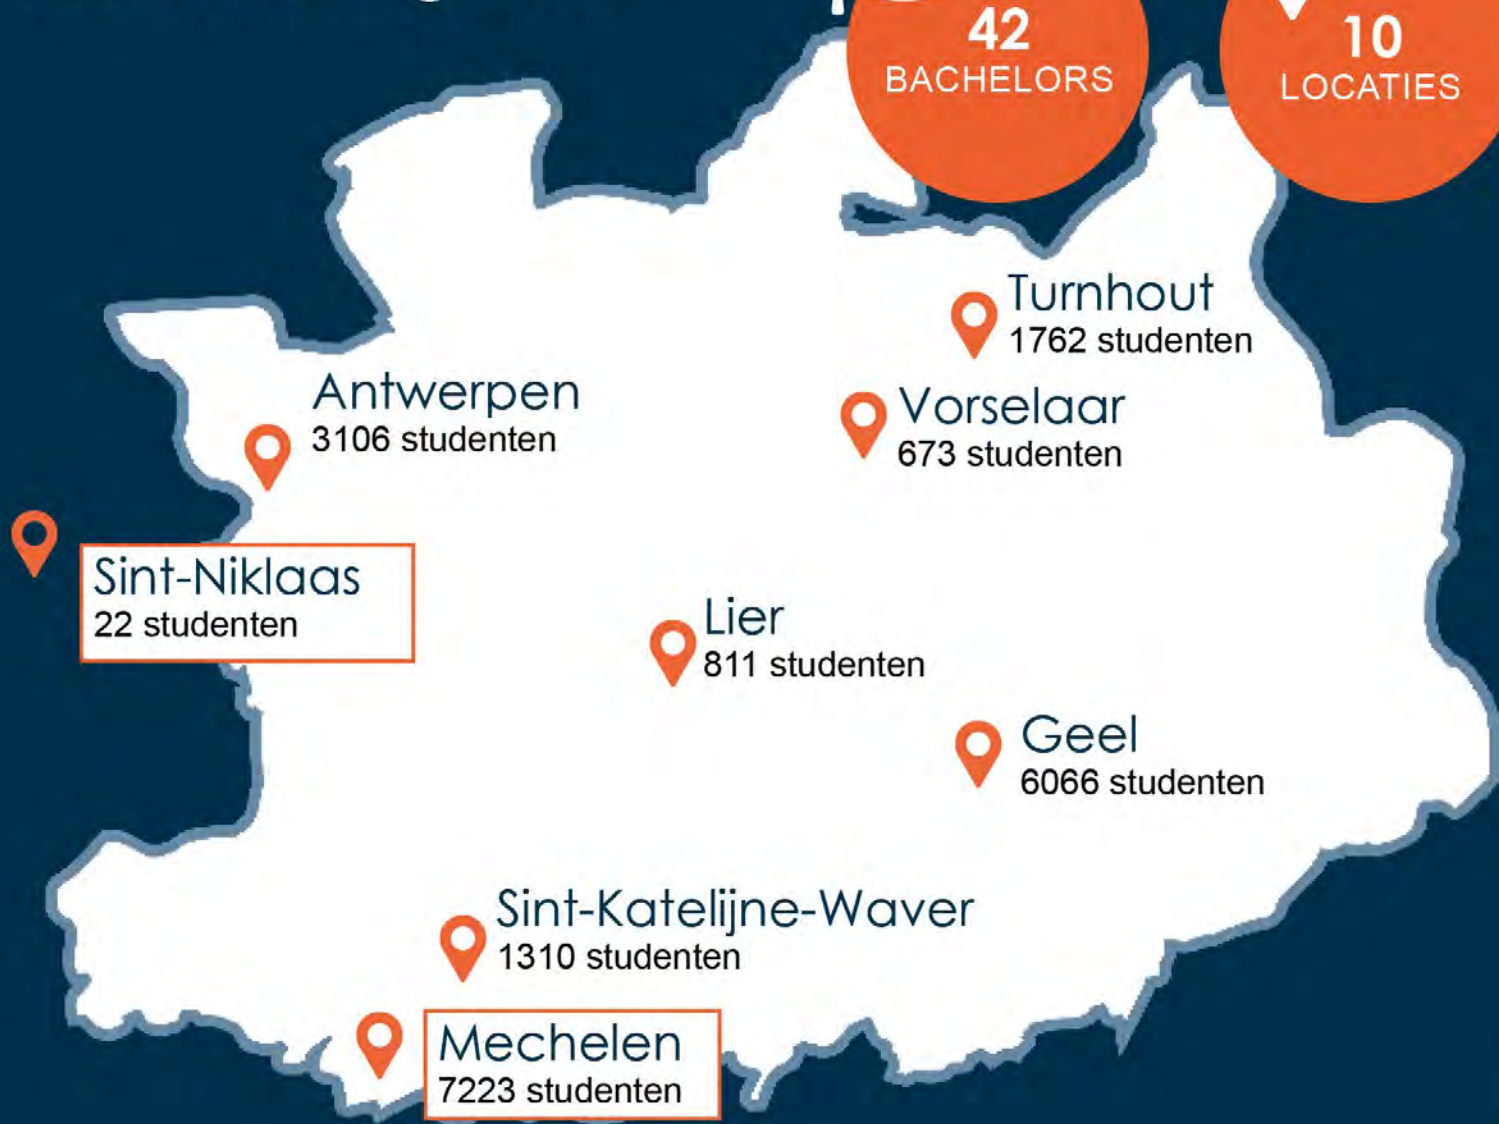 42
BACHELORS
10
LOCATIES
Turnhout
1762 studenten
Antwerpen
3106 studenten
Vorselaar
673 studenten
Sint-Niklaas
22 studenten
Lier
811 studenten
Geel
6066 studenten
Sint-Katelijne-Waver
1310 studenten
Mechelen
7223 studenten